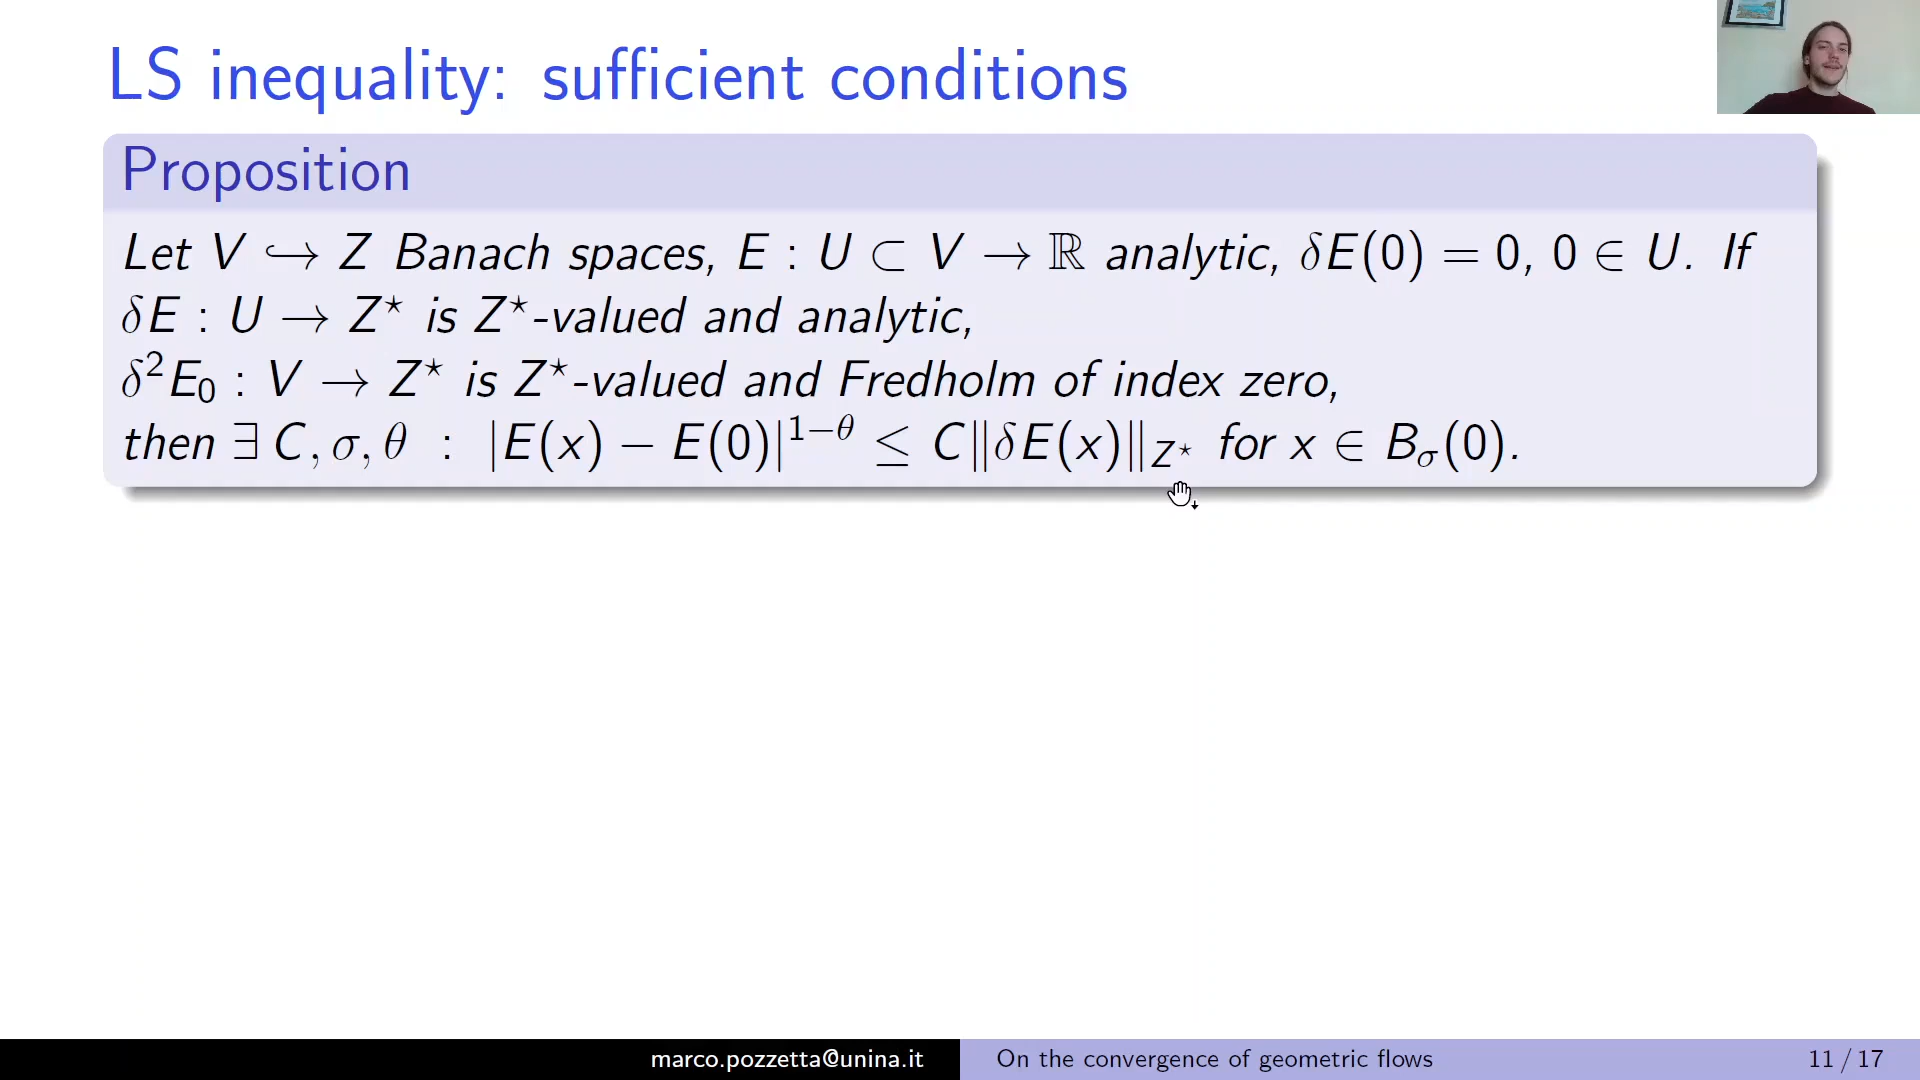 LS inequality: sufficient conditions
Proposition
Let V ↪ Z Banach spaces, E : U ⊂ V → ℝ analytic, δE(0) = 0, 0 ∈ U. If
δE : U → Z⋆ is Z⋆-valued and analytic,
δ²E₀ : V → Z⋆ is Z⋆-valued and Fredholm of index zero,
then ∃ C, σ, θ : |E(x) − E(0)|^{1−θ} ≤ C‖δE(x)‖_{Z⋆} for x ∈ B_σ(0).
marco.pozzetta@unina.it On the convergence of geometric flows 11 / 17